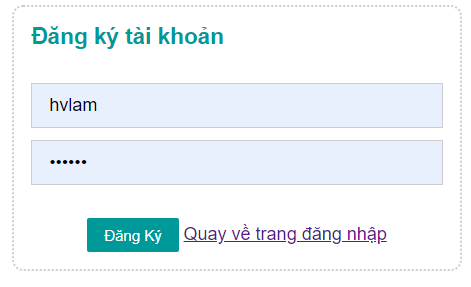 Đăng ký tài khoản
hvlam
••••••
Đăng Ký Quay về trang đăng nhập